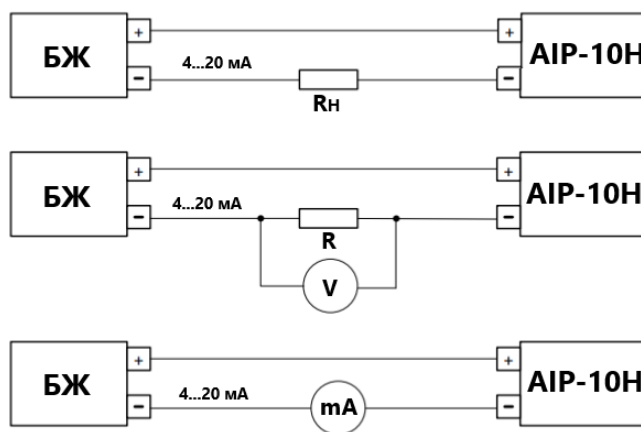 БЖ + + AIP-10H
− 4...20 мА −
Rн
БЖ + + AIP-10H
− 4...20 мА −
R
V
БЖ + + AIP-10H
− 4...20 мА mA −